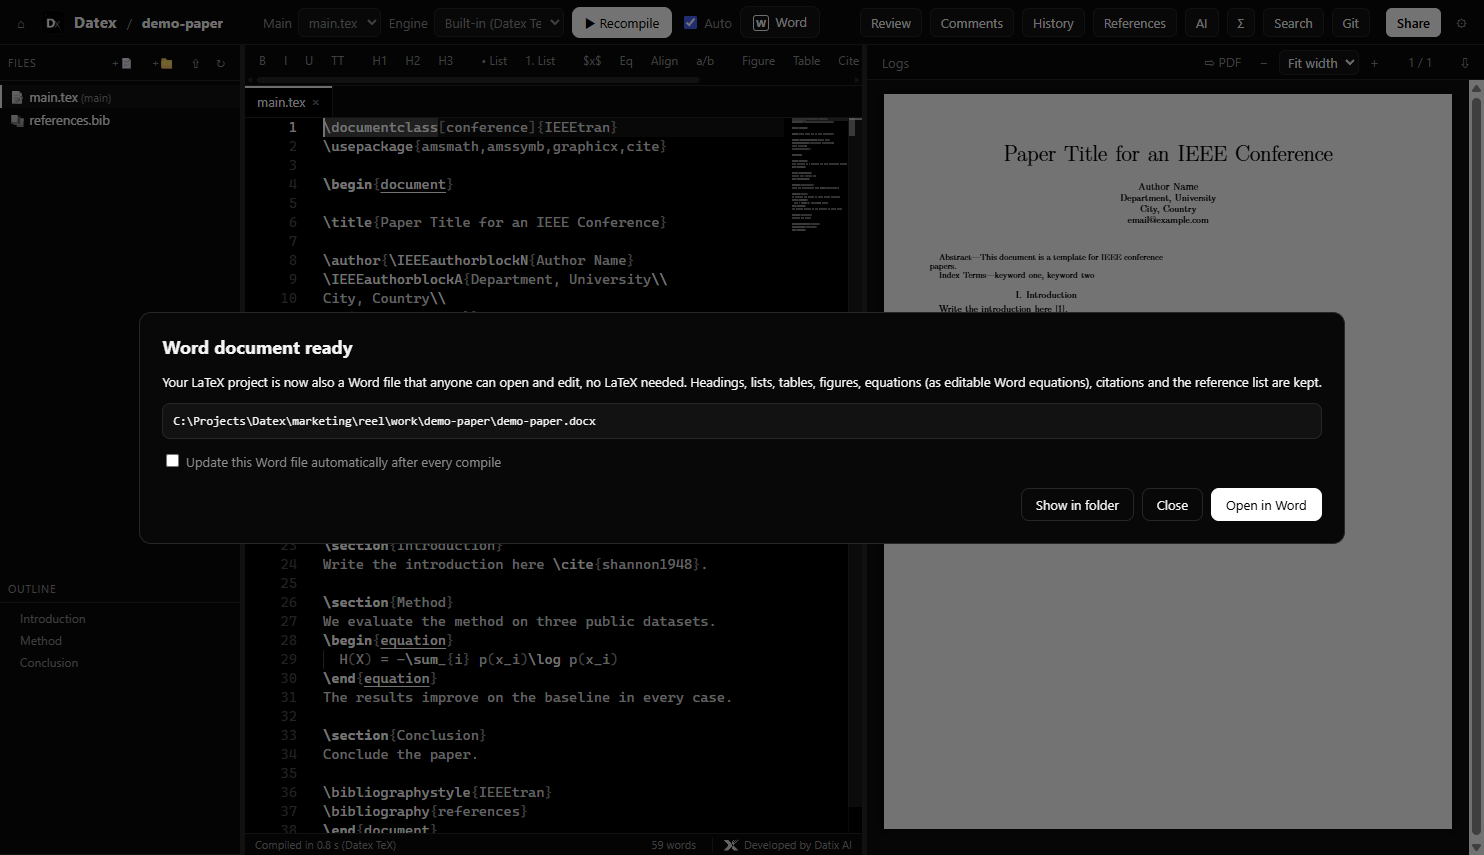 Datex / demo-paper
Main main.tex Engine Built-in (Datex Te Recompile Auto W Word Review Comments History References AI Σ Search Git Share
FILES
main.tex (main)
references.bib
B I U TT H1 H2 H3 • List 1. List $x$ Eq Align a/b Figure Table Cite
main.tex ×
1 \documentclass[conference]{IEEEtran}
2 \usepackage{amsmath,amssymb,graphicx,cite}
3
4 \begin{document}
5
6 \title{Paper Title for an IEEE Conference}
7
8 \author{\IEEEauthorblockN{Author Name}
9 \IEEEauthorblockA{Department, University\\
10 City, Country\\
Logs PDF − Fit width + 1 / 1
Paper Title for an IEEE Conference
Author Name
Department, University
City, Country
email@example.com
Abstract—This document is a template for IEEE conference
papers.
Index Terms—keyword one, keyword two
I. Introduction
Write the introduction here [1].
Word document ready
Your LaTeX project is now also a Word file that anyone can open and edit, no LaTeX needed. Headings, lists, tables, figures, equations (as editable Word equations), citations and the reference list are kept.
C:\Projects\Datex\marketing\reel\work\demo-paper\demo-paper.docx
Update this Word file automatically after every compile
Show in folder Close Open in Word
23 \section{Introduction}
24 Write the introduction here \cite{shannon1948}.
25
26 \section{Method}
27 We evaluate the method on three public datasets.
28 \begin{equation}
29 H(X) = -\sum_{i} p(x_i)\log p(x_i)
30 \end{equation}
31 The results improve on the baseline in every case.
32
33 \section{Conclusion}
34 Conclude the paper.
35
36 \bibliographystyle{IEEEtran}
37 \bibliography{references}
38 \end{document}
OUTLINE
Introduction
Method
Conclusion
Compiled in 0.8 s (Datex TeX) 59 words Developed by Datix AI